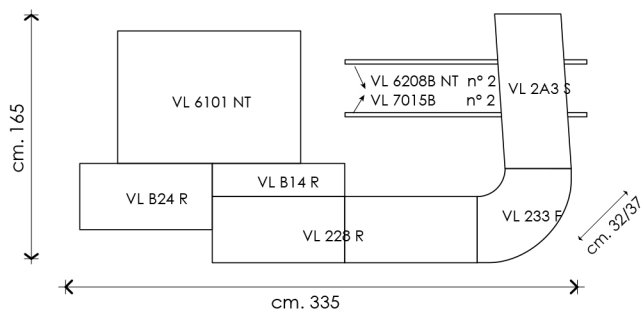 cm. 165
VL 6101 NT
VL 6208B NT n° 2
VL 7015B n° 2
VL 2A3 S
VL B24 R
VL B14 R
VL 228 R
VL 233 F
cm. 32/37
cm. 335